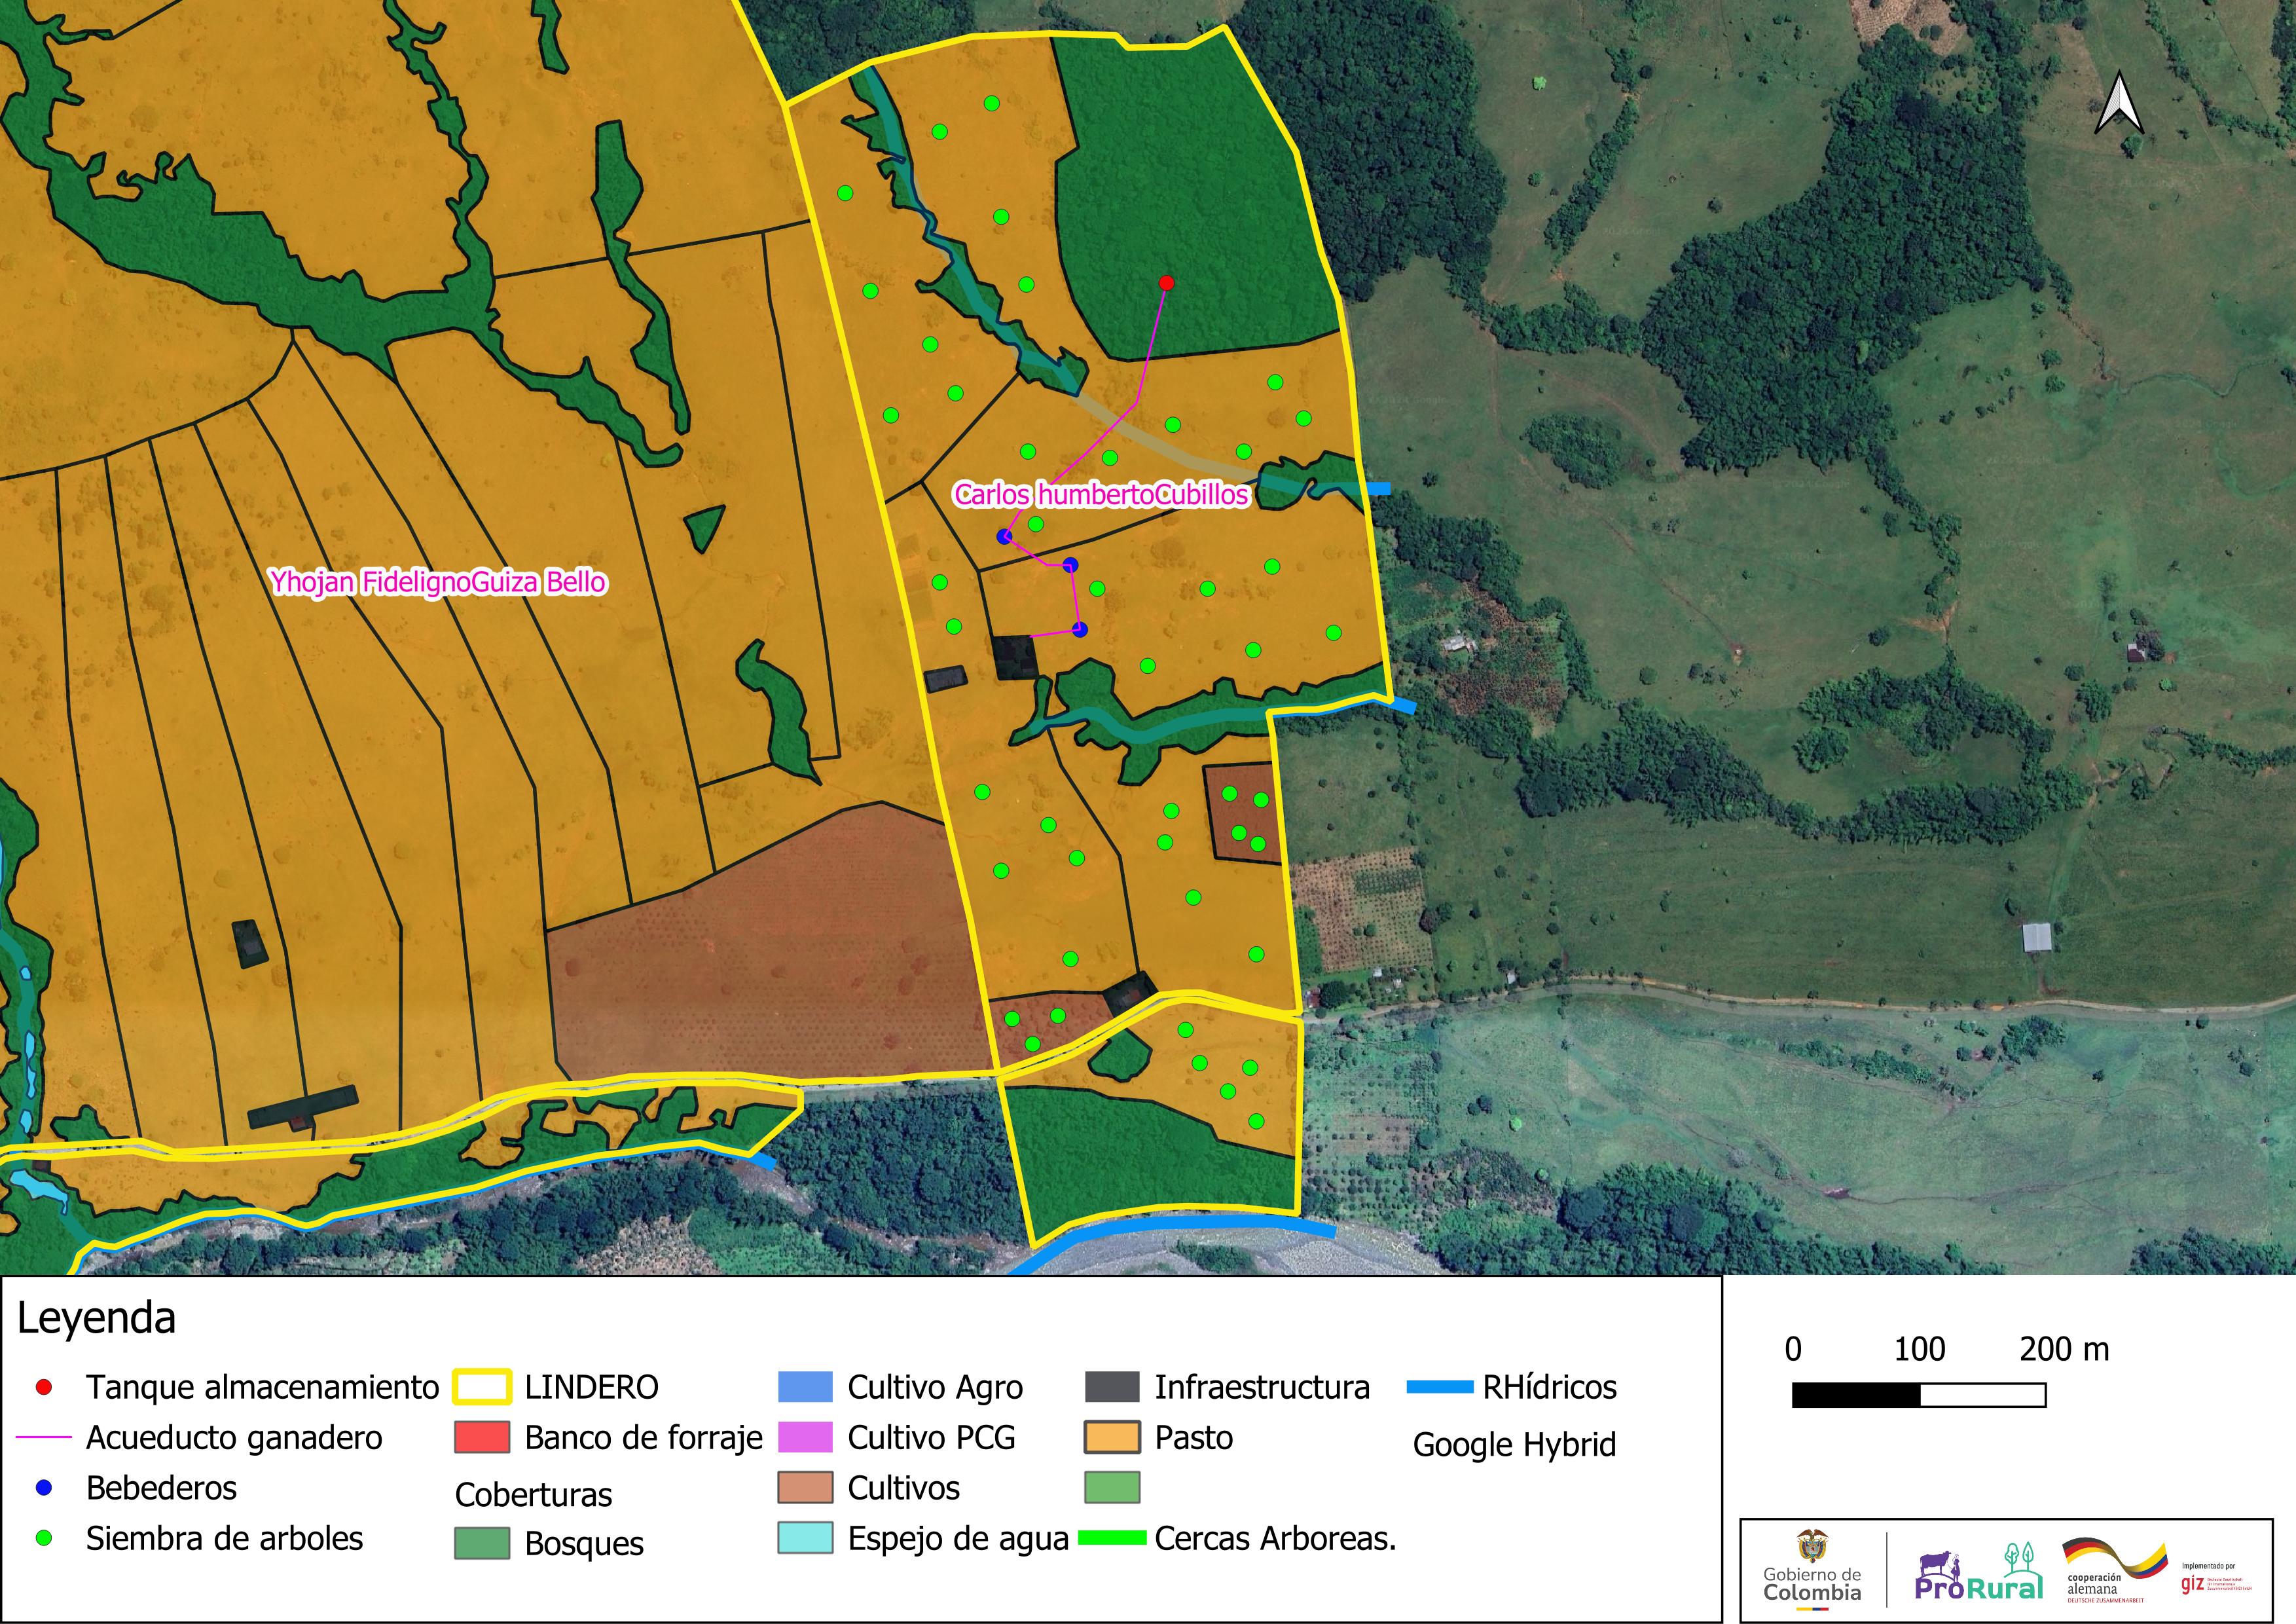 Carlos humbertoCubillos
Yhojan FidelignoGuiza Bello
Leyenda
Tanque almacenamiento
Acueducto ganadero
Bebederos
Siembra de arboles
LINDERO
Banco de forraje
Coberturas
Bosques
Cultivo Agro
Cultivo PCG
Cultivos
Espejo de agua
Infraestructura
Pasto
Cercas Arboreas.
RHídricos
Google Hybrid
0 100 200 m
Gobierno de
Colombia
ProRural
cooperación
alemana
DEUTSCHE ZUSAMMENARBEIT
Implementado por
giz